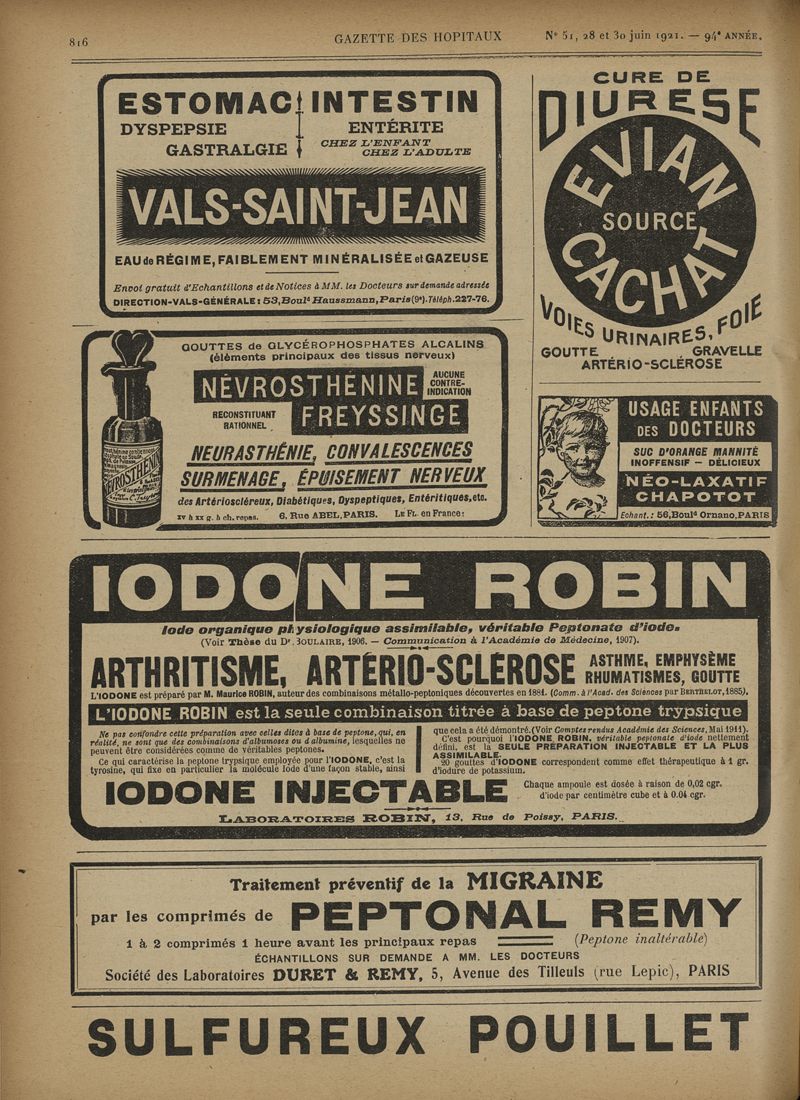 816
GAZETTE DES HOPITAUX
N° 51, 28 et 30 juin 1921. — 94e ANNÉE.
ESTOMAC INTESTIN
DYSPEPSIE ENTÉRITE
GASTRALGIE CHEZ L'ENFANT
CHEZ L'ADULTE
VALS-SAINT-JEAN
EAU de RÉGIME, FAIBLEMENT MINÉRALISÉE et GAZEUSE
Envoi gratuit d'Echantillons et de Notices à MM. les Docteurs sur demande adressée
DIRECTION-VALS-GÉNÉRALE: 53, Bould Haussmann, Paris (9e). Téléph. 227-76.
CURE DE
DIURESE
EVIAN
SOURCE
CACHAT
VOIES URINAIRES, FOIE
GOUTTE GRAVELLE
ARTÉRIO-SCLÉROSE
GOUTTES de GLYCÉROPHOSPHATES ALCALINS
(éléments principaux des tissus nerveux)
NÉVROSTHÉNINE
AUCUNE
CONTRE-
INDICATION
RECONSTITUANT
RATIONNEL
FREYSSINGE
NEURASTHÉNIE, CONVALESCENCES
SURMENAGE, ÉPUISEMENT NERVEUX
des Artérioscléreux, Diabétiques, Dyspeptiques, Entéritiques, etc.
XV à XX g. à ch. repas. 6, Rue ABEL, PARIS. Le Fl. en France:
USAGE ENFANTS
DES DOCTEURS
SUC D'ORANGE MANNITÉ
INOFFENSIF — DÉLICIEUX
NÉO-LAXATIF
CHAPOTOT
Echant.: 56, Bould Ornano, PARIS
IODONE ROBIN
Iode organique physiologique assimilable, véritable Peptonate d'iode.
(Voir Thèse du Dr. BOULAIRE, 1906. — Communication à l'Académie de Médecine, 1907).
ARTHRITISME, ARTÉRIO-SCLÉROSE
ASTHME, EMPHYSÈME
RHUMATISMES, GOUTTE
L'IODONE est préparé par M. Maurice ROBIN, auteur des combinaisons métallo-peptoniques découvertes en 1881. (Comm. à l'Acad. des Sciences par BERTHELOT, 1885).
L'IODONE ROBIN est la seule combinaison titrée à base de peptone trypsique
Ne pas confondre cette préparation avec celles dites à base de peptone, qui, en
réalité, ne sont que des combinaisons d'albumoses ou d'albumine, lesquelles ne
peuvent être considérées comme de véritables peptones.
Ce qui caractérise la peptone trypsique employée pour l'IODONE, c'est la
tyrosine, qui fixe en particulier la molécule Iode d'une façon stable, ainsi
que cela a été démontré. (Voir Comptes rendus Académie des Sciences, Mai 1911).
C'est pourquoi l'IODONE ROBIN, véritable peptonate d'iode nettement
défini, est la SEULE PRÉPARATION INJECTABLE ET LA PLUS
ASSIMILABLE.
20 gouttes d'IODONE correspondent comme effet thérapeutique à 1 gr.
d'iodure de potassium.
IODONE INJECTABLE
Chaque ampoule est dosée à raison de 0,02 cgr.
d'iode par centimètre cube et à 0.04 cgr.
LABORATOIRES ROBIN, 13, Rue de Poissy, PARIS.
Traitement préventif de la MIGRAINE
par les comprimés de PEPTONAL REMY
1 à 2 comprimés 1 heure avant les principaux repas (Peptone inaltérable)
ÉCHANTILLONS SUR DEMANDE A MM. LES DOCTEURS
Société des Laboratoires DURET & REMY, 5, Avenue des Tilleuls (rue Lepic), PARIS
SULFUREUX POUILLET